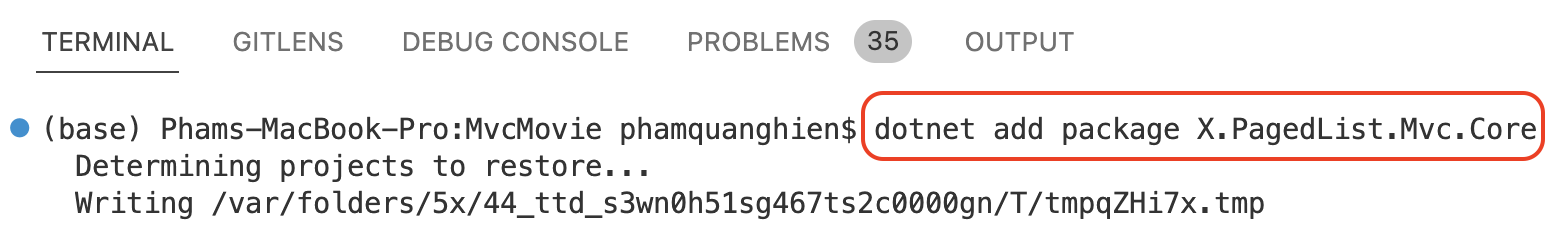 TERMINAL GITLENS DEBUG CONSOLE PROBLEMS 35 OUTPUT
(base) Phams-MacBook-Pro:MvcMovie phamquanghien$ dotnet add package X.PagedList.Mvc.Core
Determining projects to restore...
Writing /var/folders/5x/44_ttd_s3wn0h51sg467ts2c0000gn/T/tmpqZHi7x.tmp